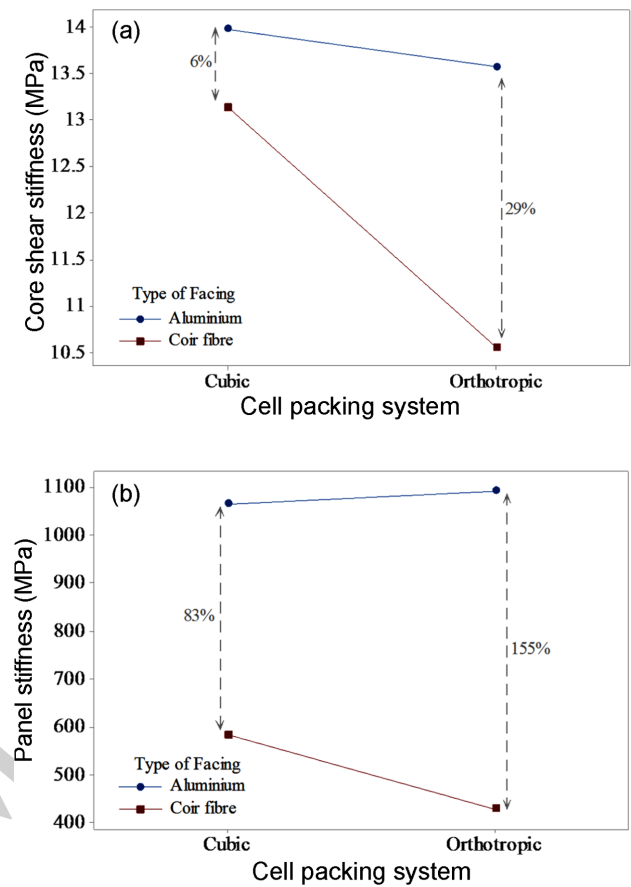 (a)
14
13.5
13
12.5
12
11.5
11
10.5
Core shear stiffness (MPa)
6%
29%
Type of Facing
Aluminium
Coir fibre
Cubic Orthotropic
Cell packing system
(b)
1100
1000
900
800
700
600
500
400
Panel stiffness (MPa)
83%
155%
Type of Facing
Aluminium
Coir fibre
Cubic Orthotropic
Cell packing system